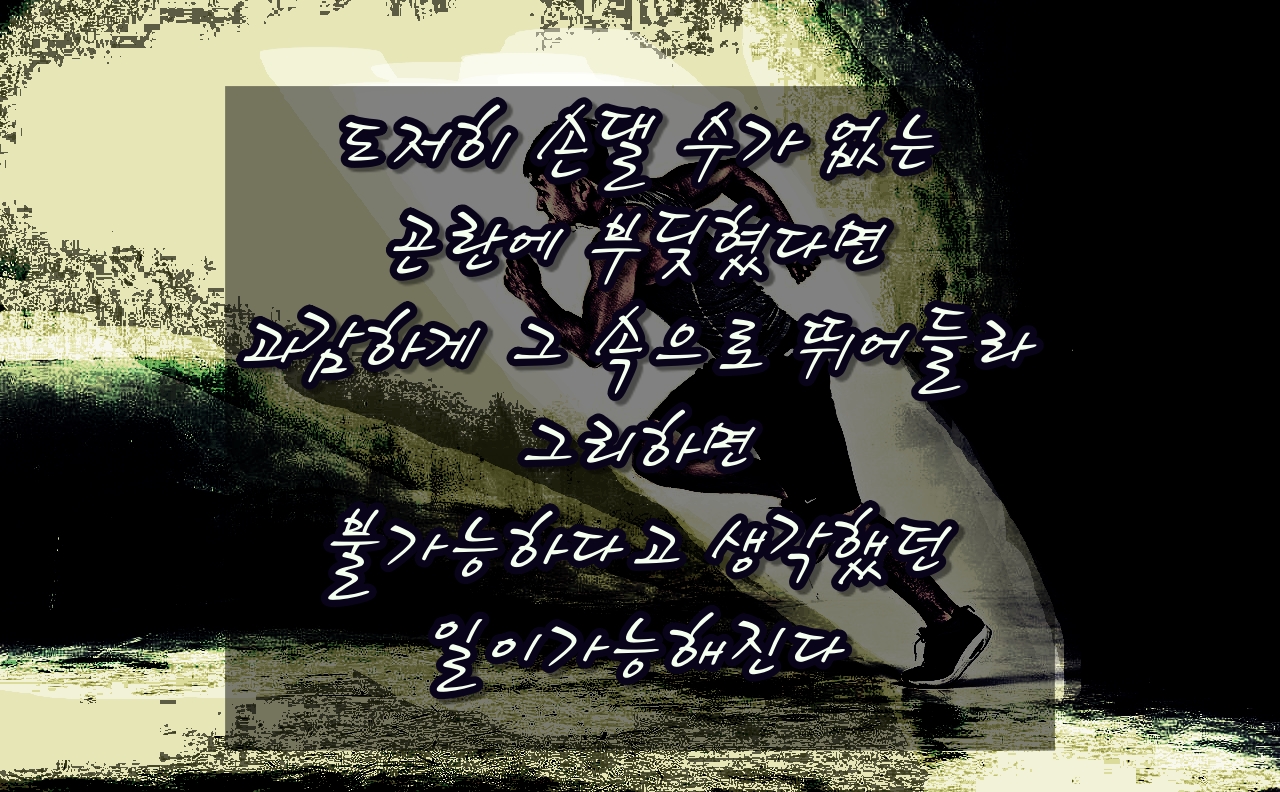 도저히 손댈 수가 없는
곤란에 부딪혔다면
과감하게 그 속으로 뛰어들라
그리하면
불가능하다고 생각했던
일이가능해진다